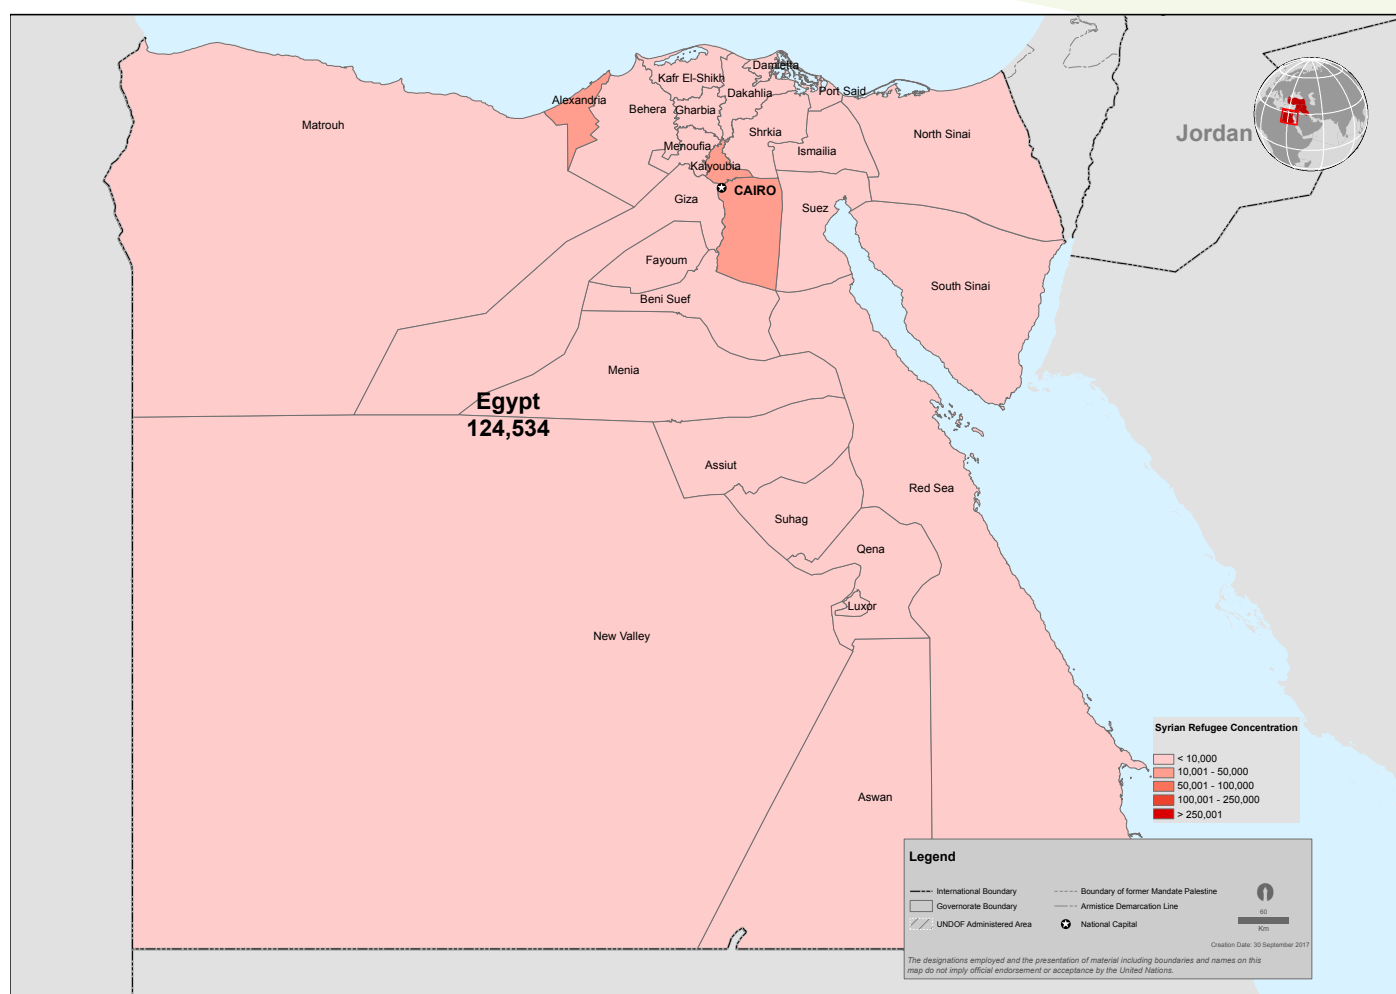 Damietta
Kafr El-Shikh
Dakahlia
Port Said
Alexandria
Behera
Gharbia
Matrouh
Shrkia
North Sinai
Jordan
Menoufia
Ismailia
Kalyoubia
CAIRO
Giza
Suez
Fayoum
South Sinai
Beni Suef
Menia
Egypt
124,534
Assiut
Red Sea
Suhag
Qena
Luxor
New Valley
Aswan
Syrian Refugee Concentration
< 10,000
10,001 - 50,000
50,001 - 100,000
100,001 - 250,000
> 250,001
Legend
International Boundary
Boundary of former Mandate Palestine
Governorate Boundary
Armistice Demarcation Line
UNDOF Administered Area
National Capital
60
Km
Creation Date: 30 September 2017
The designations employed and the presentation of material including boundaries and names on this
map do not imply official endorsement or acceptance by the United Nations.